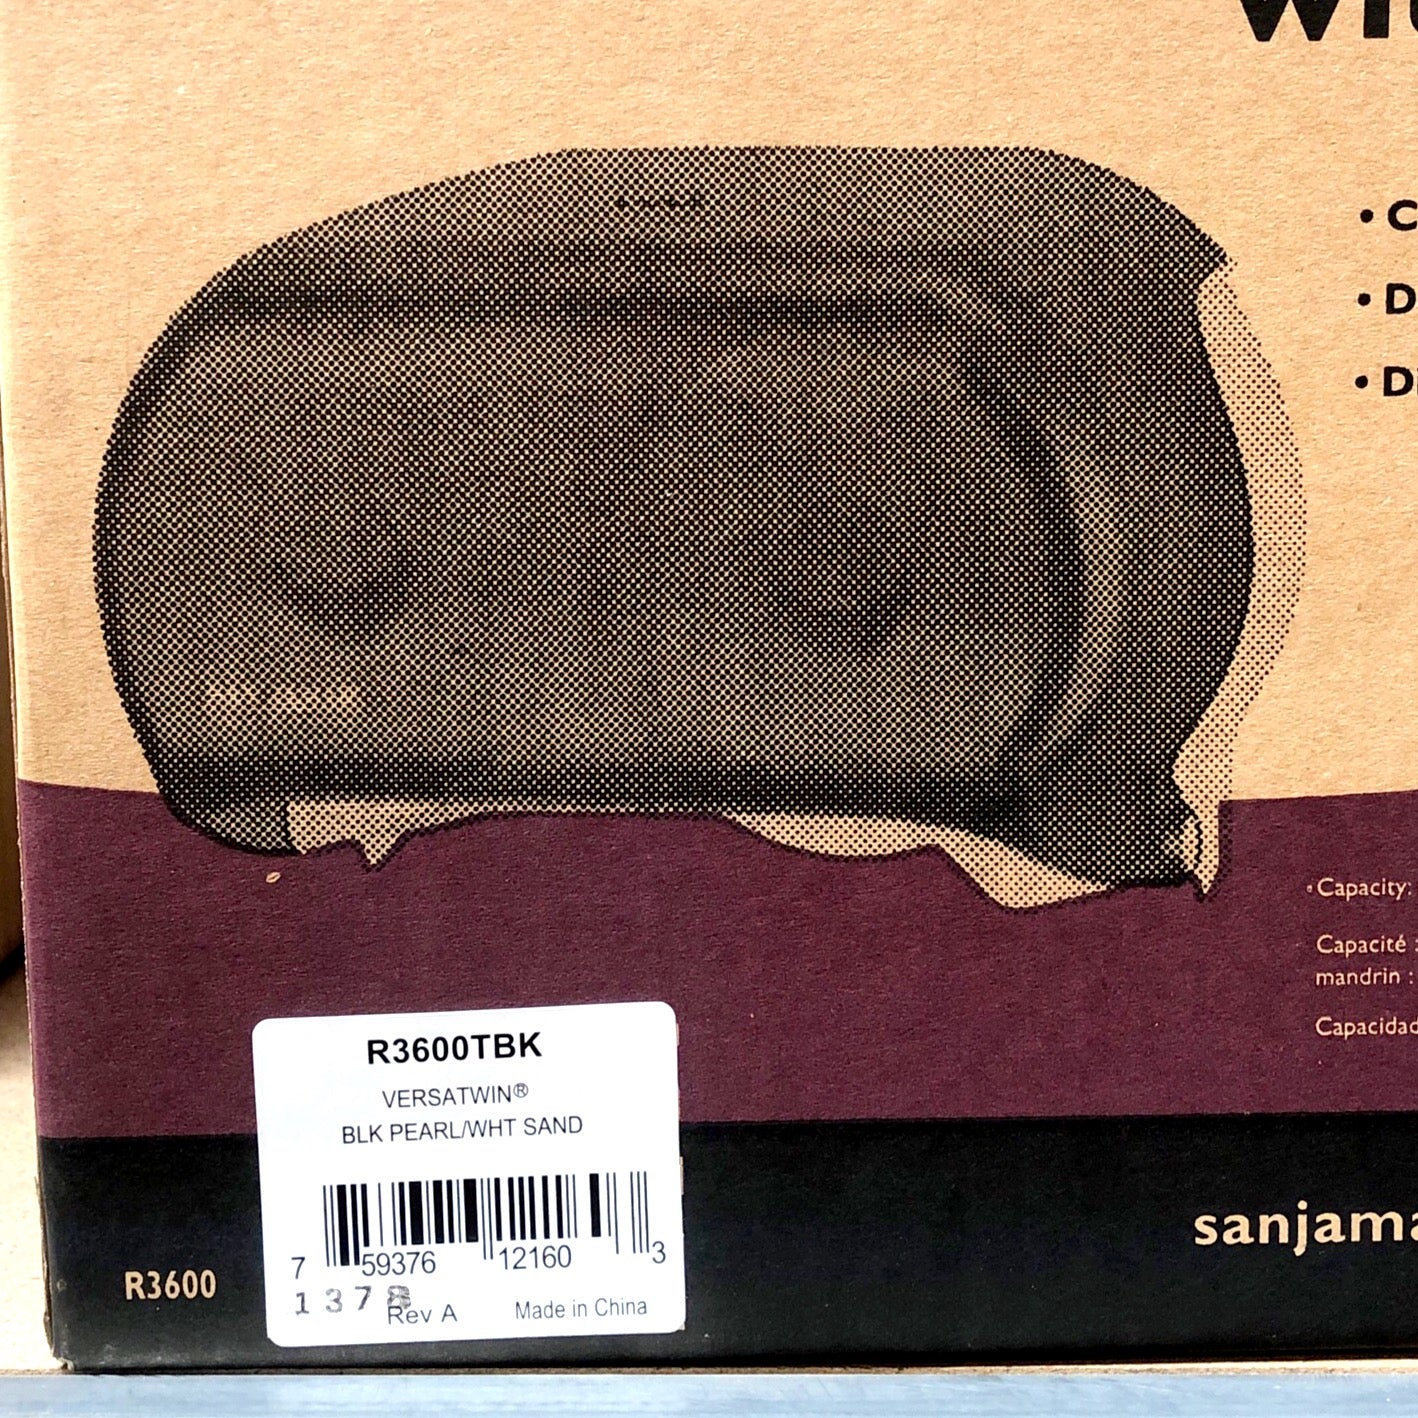 • C
• D
• Di
• Capacity:
Capacité :
mandrin :
Capacidad
R3600TBK
VERSATWIN®
BLK PEARL/WHT SAND
7 59376 12160 3
1378
Rev A Made in China
R3600
sanjama